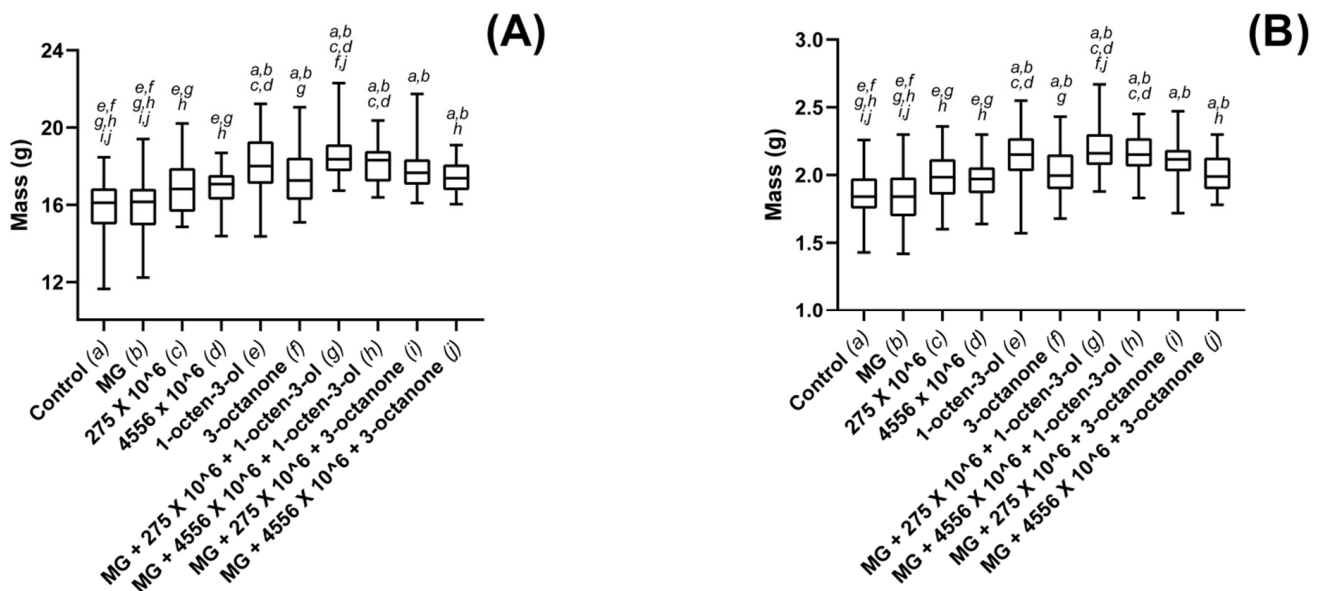 (A)
Mass (g)
24
20
16
12
e,f
g,h
i,j
e,f
g,h
i,j
e,g
h
e,g
h
a,b
c,d
a,b
g
a,b
c,d
f,j
a,b
c,d
a,b
a,b
h
Control (a)
MG (b)
275 X 10^6 (c)
4556 x 10^6 (d)
1-octen-3-ol (e)
3-octanone (f)
MG + 275 X 10^6 + 1-octen-3-ol (g)
MG + 4556 X 10^6 + 1-octen-3-ol (h)
MG + 275 X 10^6 + 3-octanone (i)
MG + 4556 X 10^6 + 3-octanone (j)
(B)
Mass (g)
3.0
2.5
2.0
1.5
1.0
e,f
g,h
i,j
e,f
g,h
i,j
e,g
h
e,g
h
a,b
c,d
a,b
g
a,b
c,d
f,j
a,b
c,d
a,b
a,b
h
Control (a)
MG (b)
275 X 10^6 (c)
4556 x 10^6 (d)
1-octen-3-ol (e)
3-octanone (f)
MG + 275 X 10^6 + 1-octen-3-ol (g)
MG + 4556 X 10^6 + 1-octen-3-ol (h)
MG + 275 X 10^6 + 3-octanone (i)
MG + 4556 X 10^6 + 3-octanone (j)